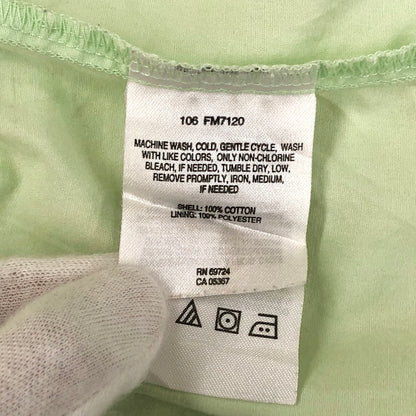 106 FM7120
MACHINE WASH, COLD, GENTLE CYCLE, WASH
WITH LIKE COLORS, ONLY NON-CHLORINE
BLEACH, IF NEEDED, TUMBLE DRY, LOW,
REMOVE PROMPTLY, IRON, MEDIUM,
IF NEEDED
SHELL: 100% COTTON
LINING: 100% POLYESTER
RN 69724
CA 05367